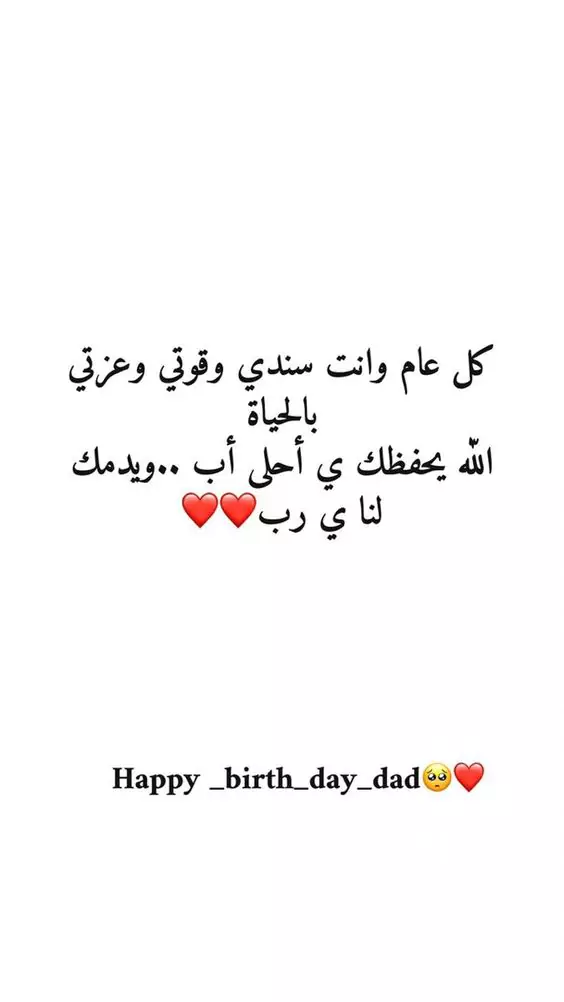 كل عام وانت سندي وقوتي وعزتي
بالحياة
الله يحفظك ي أحلى أب ..ويدمك
لنا ي رب❤️❤️
Happy _birth_day_dad🥺❤️